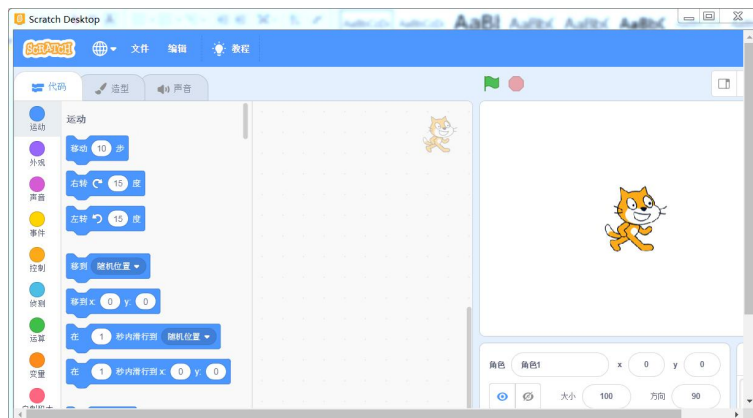 Scratch Desktop
SCRATCH 文件 编辑 教程
代码 造型 声音
运动
外观
声音
事件
控制
侦测
运算
变量
运动
移动 10 步
右转 15 度
左转 15 度
移到 随机位置
移到 x: 0 y: 0
在 1 秒内滑行到 随机位置
在 1 秒内滑行到 x: 0 y: 0
角色 角色1 x 0 y 0
大小 100 方向 90